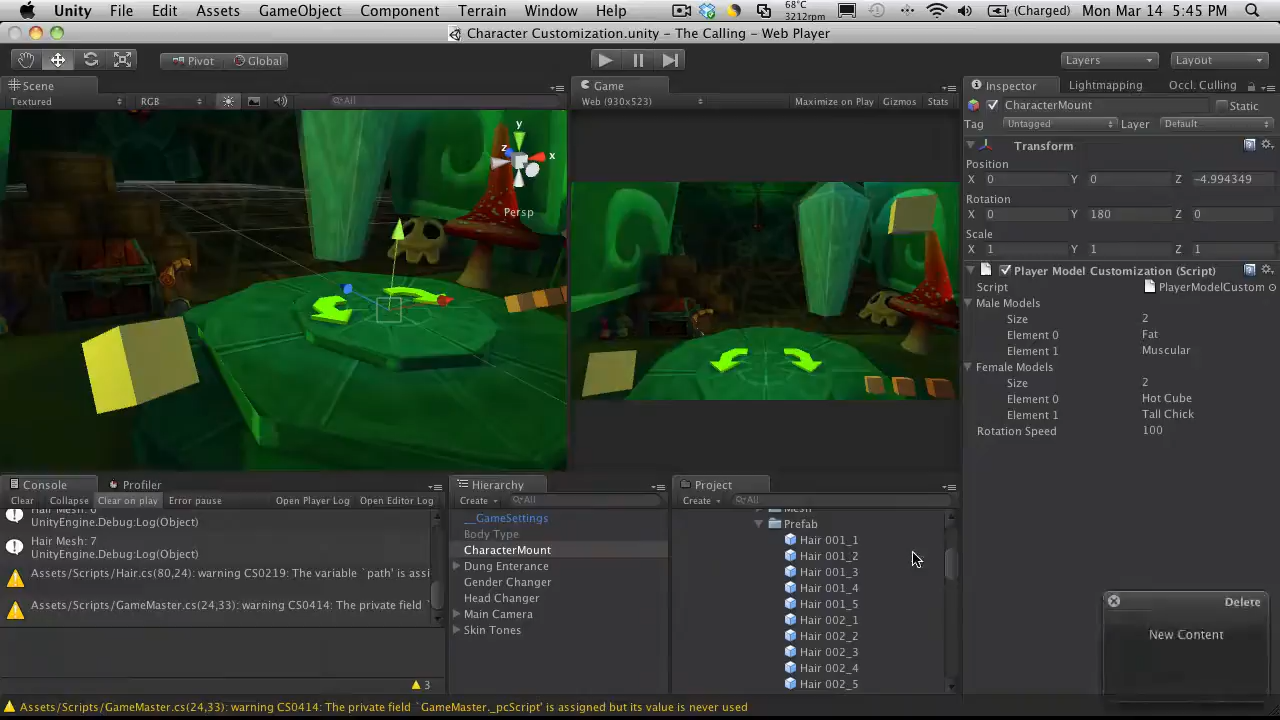 Unity File Edit Assets GameObject Component Terrain Window Help 68°C 3212rpm (Charged) Mon Mar 14 5:45 PM
Character Customization.unity – The Calling – Web Player
Pivot Global Layers Layout
Scene Game Inspector Lightmapping Occl. Culling
Textured RGB All Web (930x523) Maximize on Play Gizmos Stats
CharacterMount Static
Tag Untagged Layer Default
Transform
Position
X 0 Y 0 Z –4.994349
Rotation
X 0 Y 180 Z 0
Scale
X 1 Y 1 Z 1
y
z x
Persp
Player Model Customization (Script)
Script PlayerModelCustom
Male Models
Size 2
Element 0 Fat
Element 1 Muscular
Female Models
Size 2
Element 0 Hot Cube
Element 1 Tall Chick
Rotation Speed 100
Console Profiler
Clear Collapse Clear on play Error pause Open Player Log Open Editor Log
Hair Mesh: 6
UnityEngine.Debug:Log(Object)
Hair Mesh: 7
UnityEngine.Debug:Log(Object)
Assets/Scripts/Hair.cs(80,24): warning CS0219: The variable `path' is assi
Assets/Scripts/GameMaster.cs(24,33): warning CS0414: The private field `
3
Hierarchy
Create All
__GameSettings
Body Type
CharacterMount
Dung Enterance
Gender Changer
Head Changer
Main Camera
Skin Tones
Project
Create All
Mesh
Prefab
Hair 001_1
Hair 001_2
Hair 001_3
Hair 001_4
Hair 001_5
Hair 002_1
Hair 002_2
Hair 002_3
Hair 002_4
Hair 002_5
Delete
New Content
Assets/Scripts/GameMaster.cs(24,33): warning CS0414: The private field `GameMaster._pcScript' is assigned but its value is never used